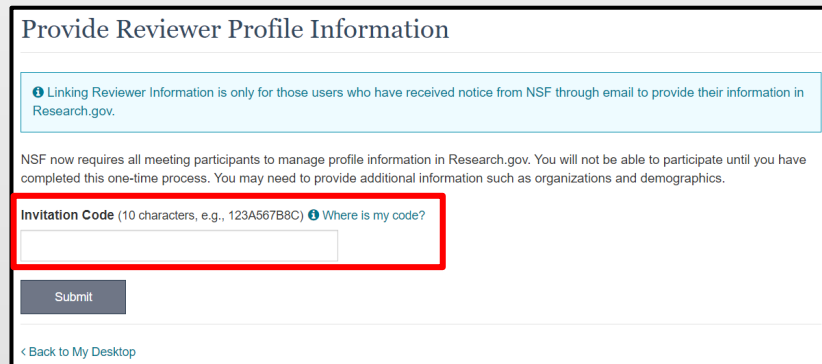 Provide Reviewer Profile Information
Linking Reviewer Information is only for those users who have received notice from NSF through email to provide their information in
Research.gov.
NSF now requires all meeting participants to manage profile information in Research.gov. You will not be able to participate until you have
completed this one-time process. You may need to provide additional information such as organizations and demographics.
Invitation Code (10 characters, e.g., 123A567B8C) Where is my code?
Submit
< Back to My Desktop